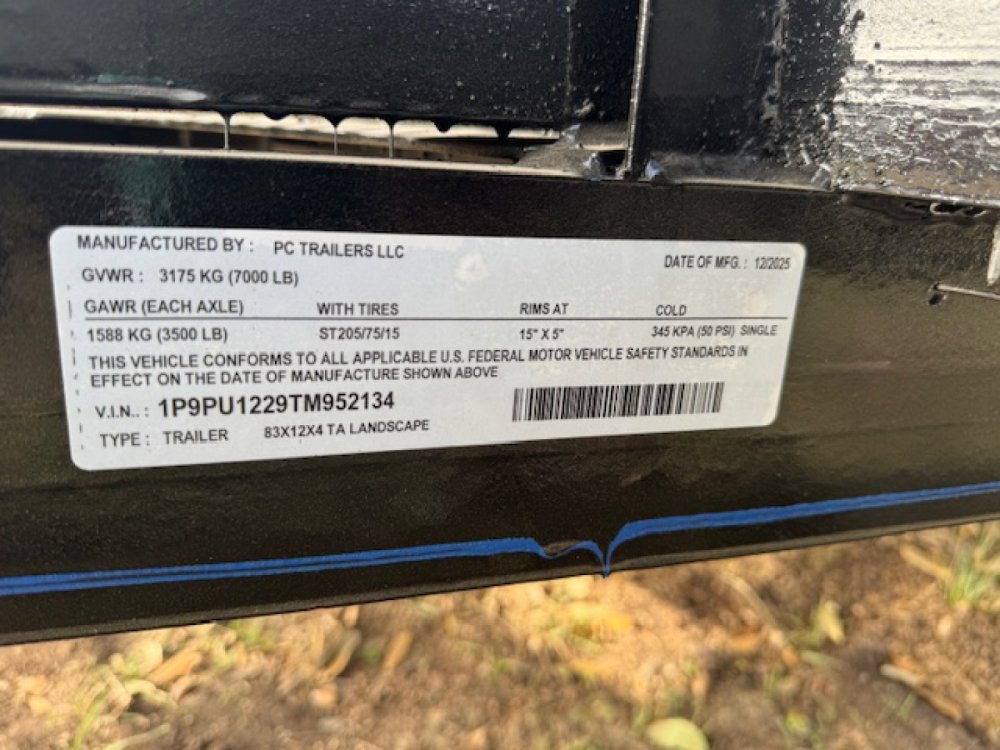 MANUFACTURED BY : PC TRAILERS LLC DATE OF MFG. : 12/2025
GVWR : 3175 KG (7000 LB)
GAWR (EACH AXLE) WITH TIRES RIMS AT COLD
1588 KG (3500 LB) ST205/75/15 15" X 5" 345 KPA (50 PSI) SINGLE
THIS VEHICLE CONFORMS TO ALL APPLICABLE U.S. FEDERAL MOTOR VEHICLE SAFETY STANDARDS IN
EFFECT ON THE DATE OF MANUFACTURE SHOWN ABOVE
V.I.N.. : 1P9PU1229TM952134
TYPE : TRAILER 83X12X4 TA LANDSCAPE